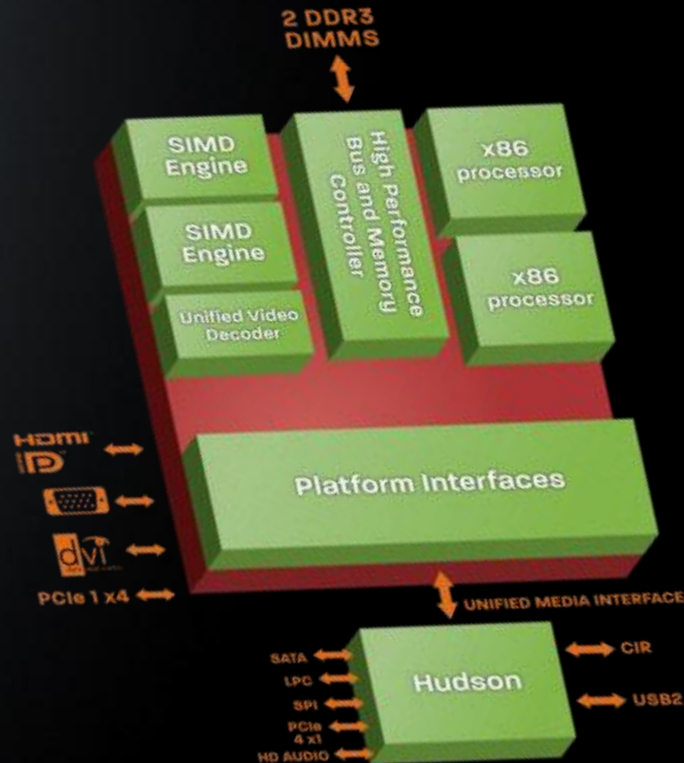 2 DDR3
DIMMS
SIMD
Engine
High Performance
Bus and Memory
Controller
x86
processor
SIMD
Engine
x86
processor
Unified Video
Decoder
HDMI
DP
Platform Interfaces
dvi
PCIe 1 x4
UNIFIED MEDIA INTERFACE
SATA
LPC
SPI
PCIe
4 x1
HD AUDIO
Hudson
CIR
USB2